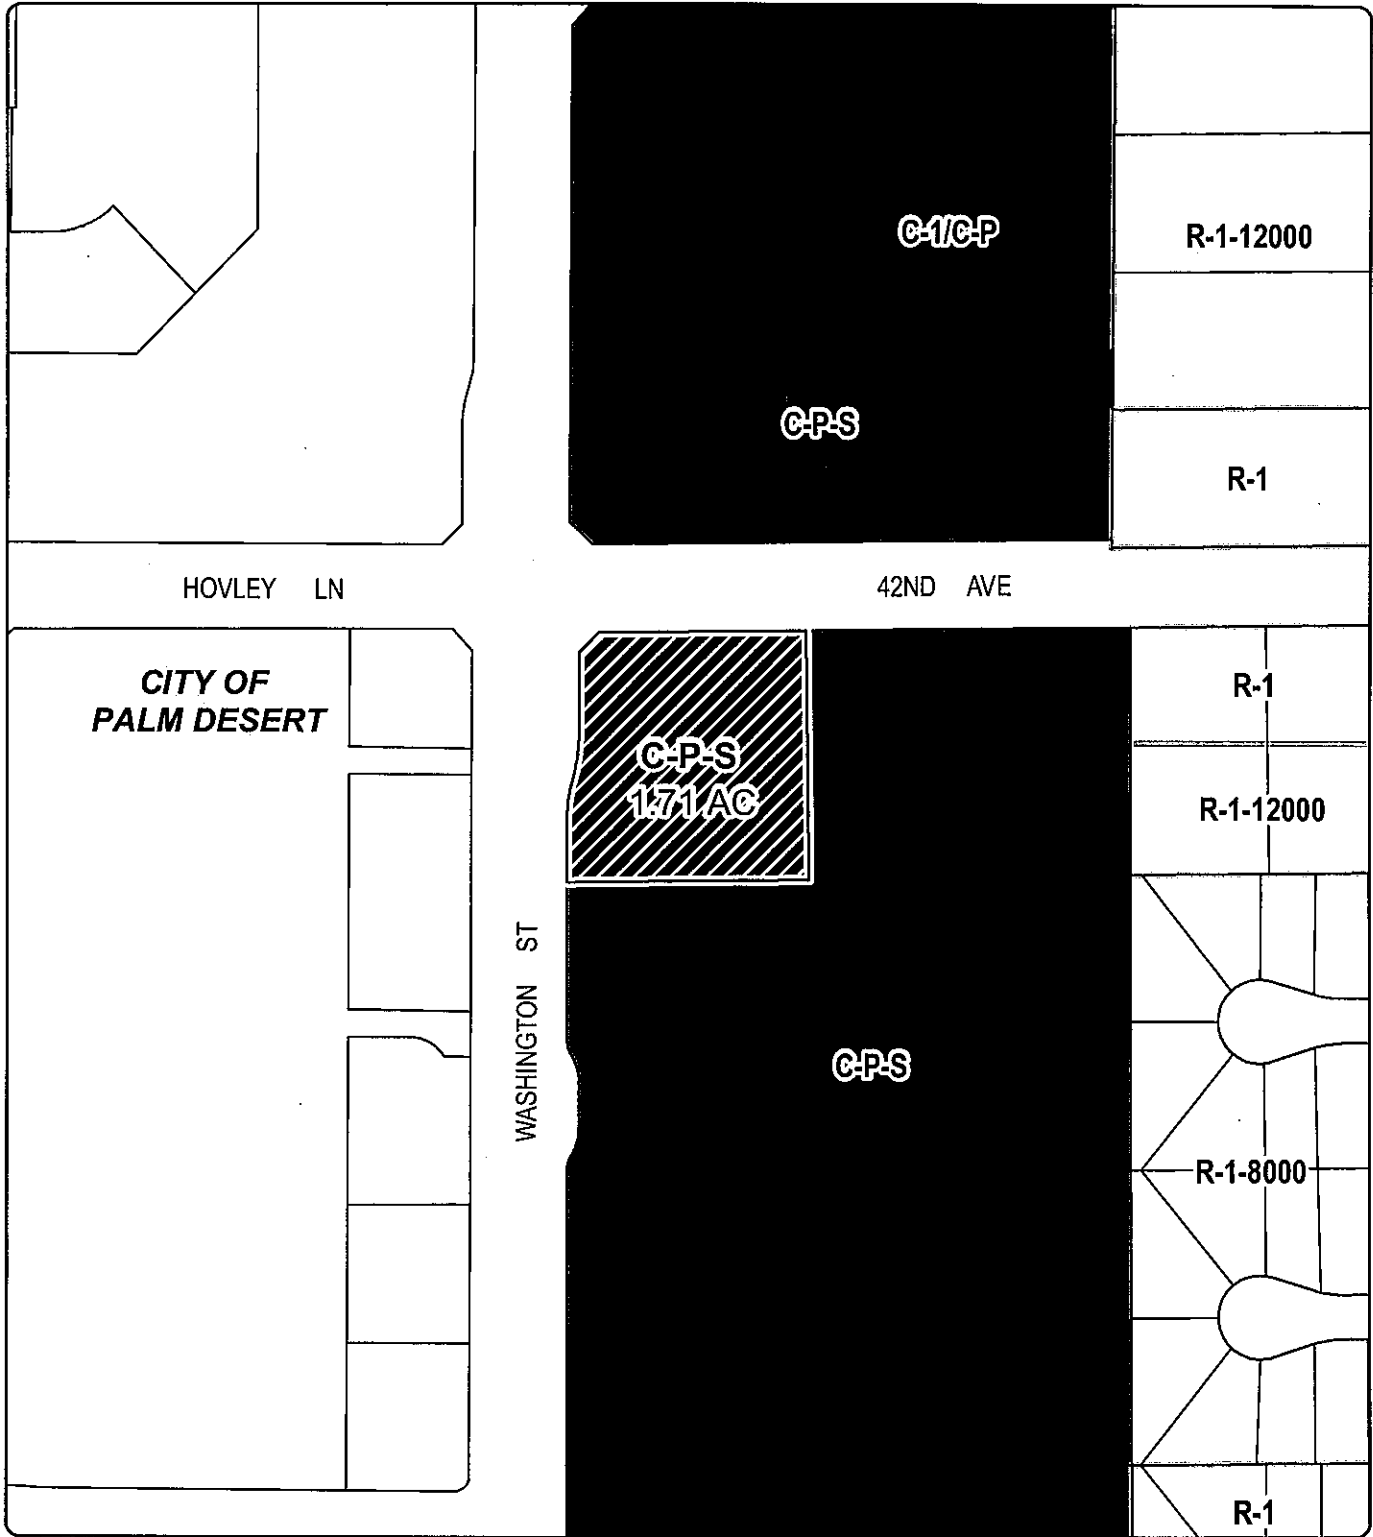 C-1/C-P
R-1-12000
C-P-S
R-1
HOVLEY LN
42ND AVE
CITY OF
PALM DESERT
R-1
C-P-S
1.71 AC
R-1-12000
WASHINGTON ST
C-P-S
R-1-8000
R-1